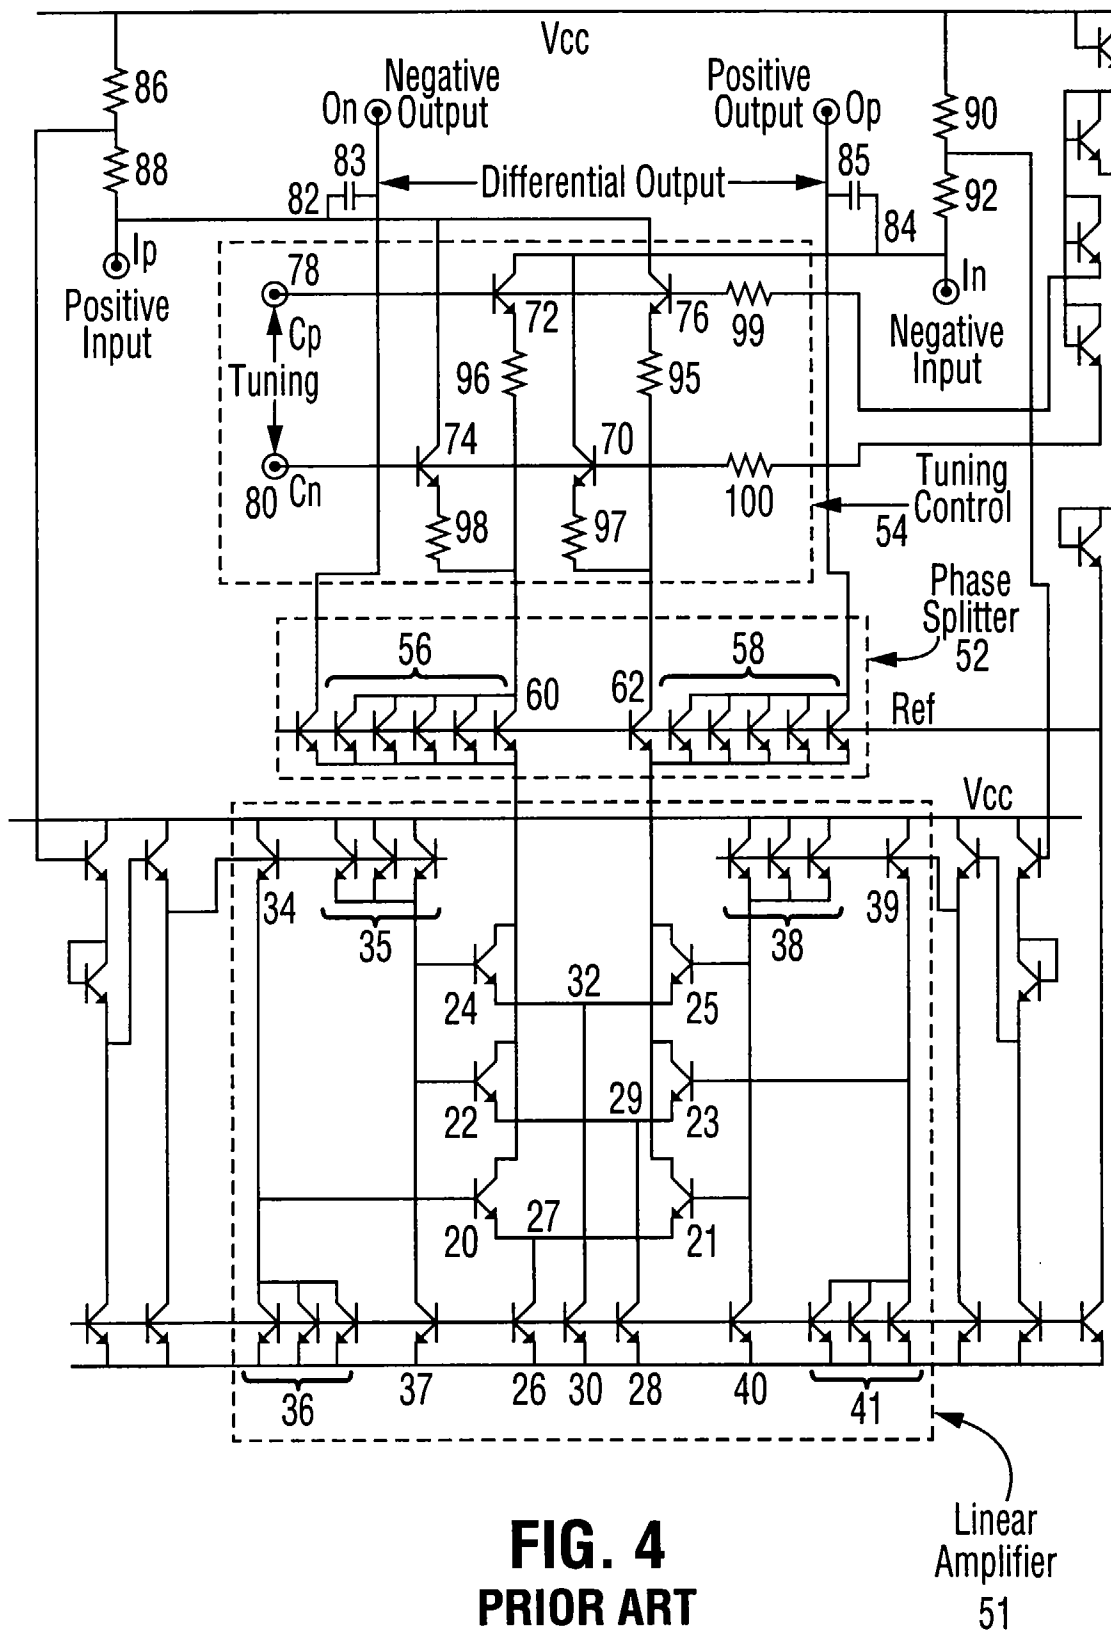 Vcc
86
Negative
Output
On
Positive
Output
Op
90
88
83
85
Differential Output
92
82
84
Ip
78
In
Positive
Input
72
76
99
Negative
Input
Cp
Tuning
96
95
74
70
80
Cn
100
Tuning
Control
54
98
97
Phase
Splitter
52
56
58
60
62
Ref
Vcc
34
35
38
39
24
32
25
22
29
23
20
27
21
36
37
26
30
28
40
41
Linear
Amplifier
51
FIG. 4
PRIOR ART